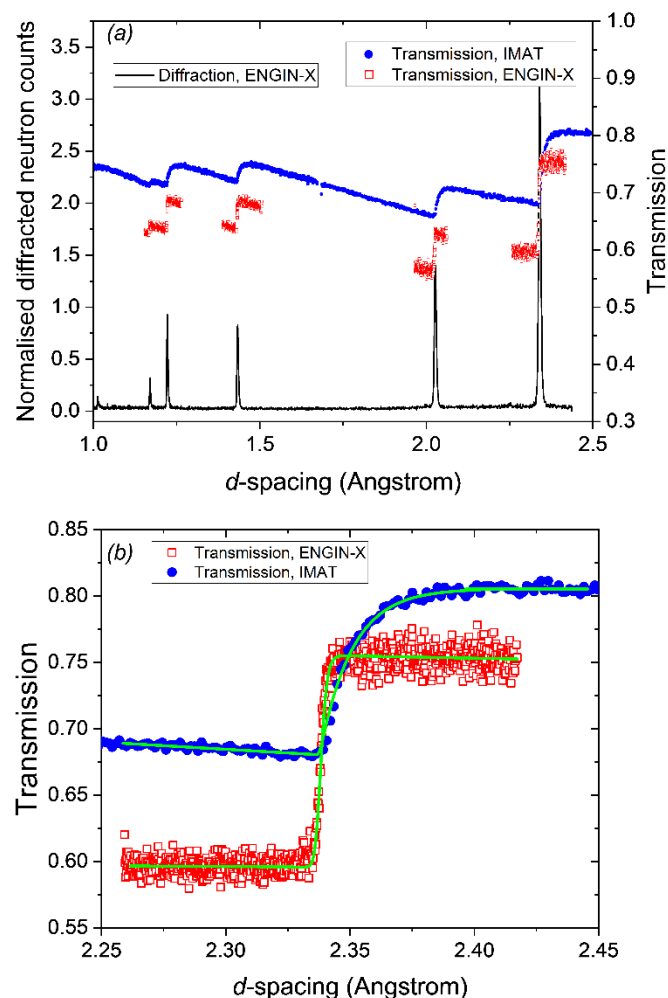 (a)
Diffraction, ENGIN-X
Transmission, IMAT
Transmission, ENGIN-X
Normalised diffracted neutron counts
3.75
3.5
3.0
2.5
2.0
1.5
1.0
0.5
0.0
1.0
0.9
0.8
0.7
0.6
0.5
0.4
0.3
Transmission
1.0 1.5 2.0 2.5
d-spacing (Angstrom)
(b)
Transmission, ENGIN-X
Transmission, IMAT
Transmission
0.85
0.80
0.75
0.70
0.65
0.60
0.55
2.25 2.30 2.35 2.40 2.45
d-spacing (Angstrom)